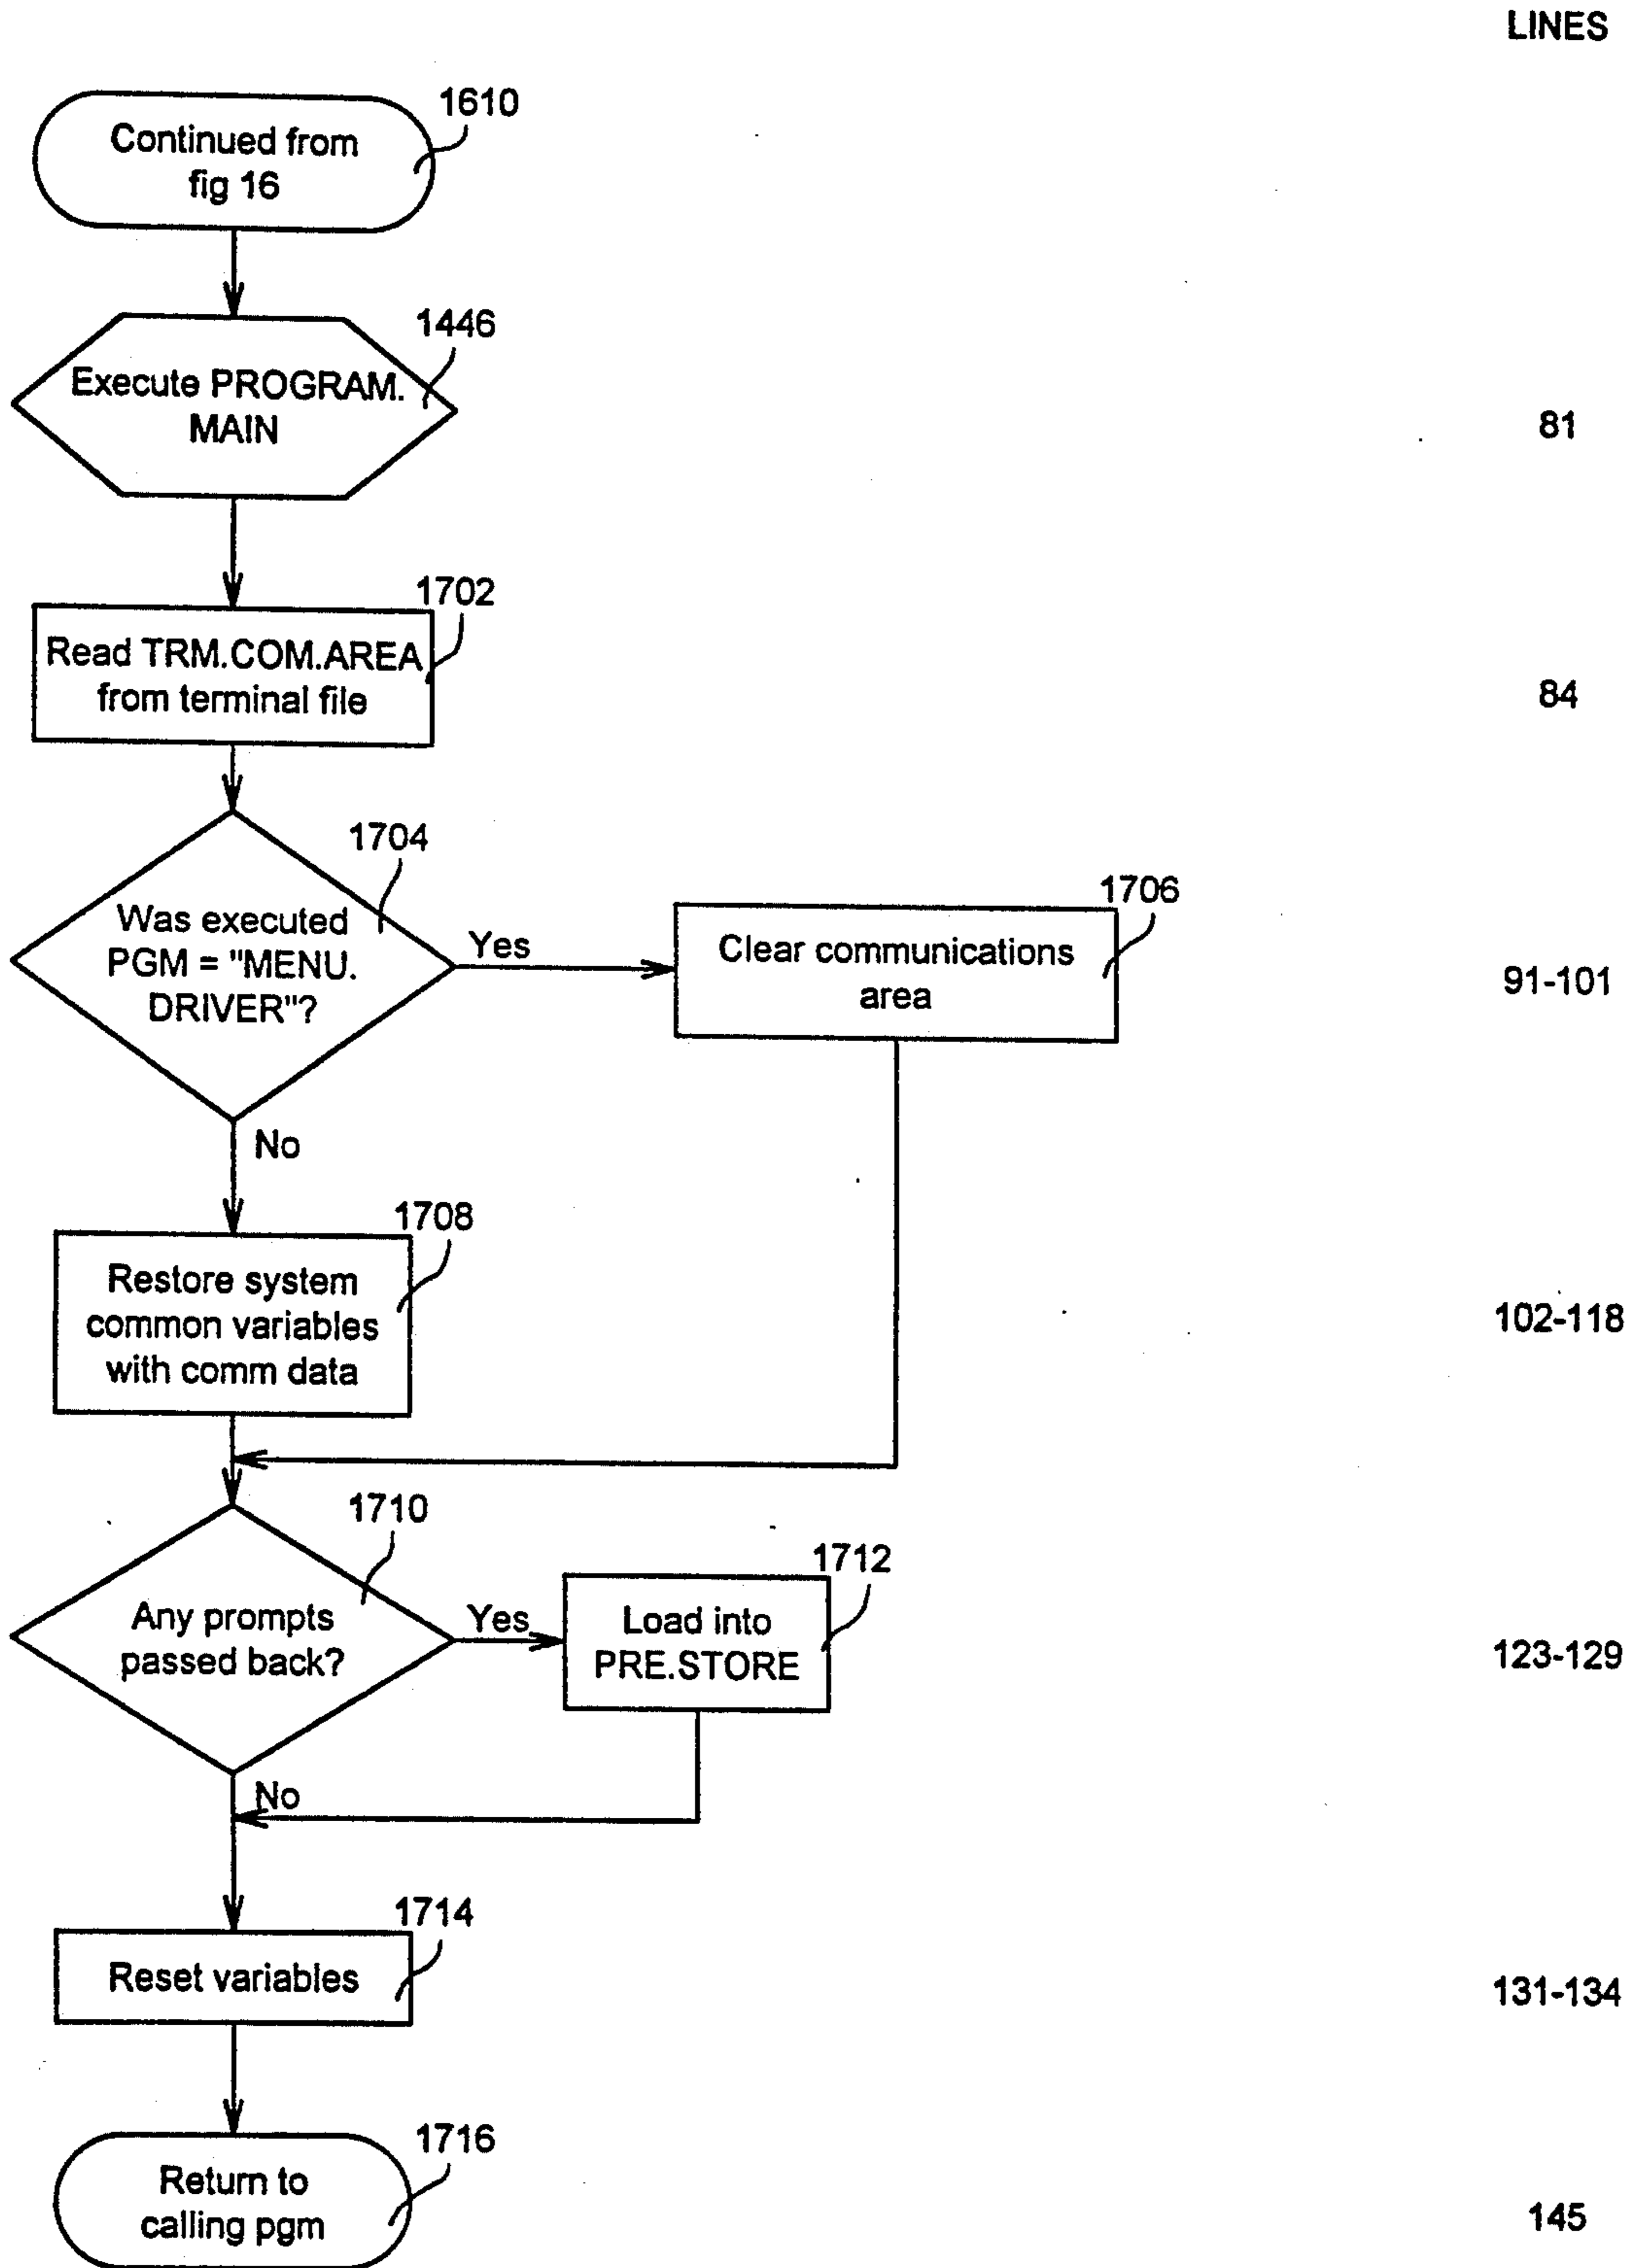 LINES
1610
Continued from
fig 16
1446
Execute PROGRAM.
MAIN
81
1702
Read TRM.COM.AREA
from terminal file
84
1704
Was executed
PGM = "MENU.
DRIVER"?
Yes
1706
Clear communications
area
91-101
No
1708
Restore system
common variables
with comm data
102-118
1710
Any prompts
passed back?
Yes
1712
Load into
PRE.STORE
123-129
No
1714
Reset variables
131-134
1716
Return to
calling pgm
145